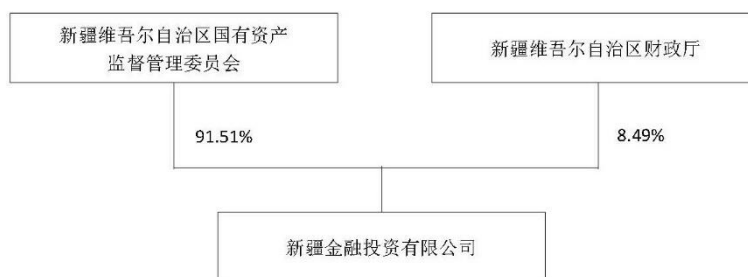 新疆维吾尔自治区国有资产
监督管理委员会
新疆维吾尔自治区财政厅
91.51%
8.49%
新疆金融投资有限公司